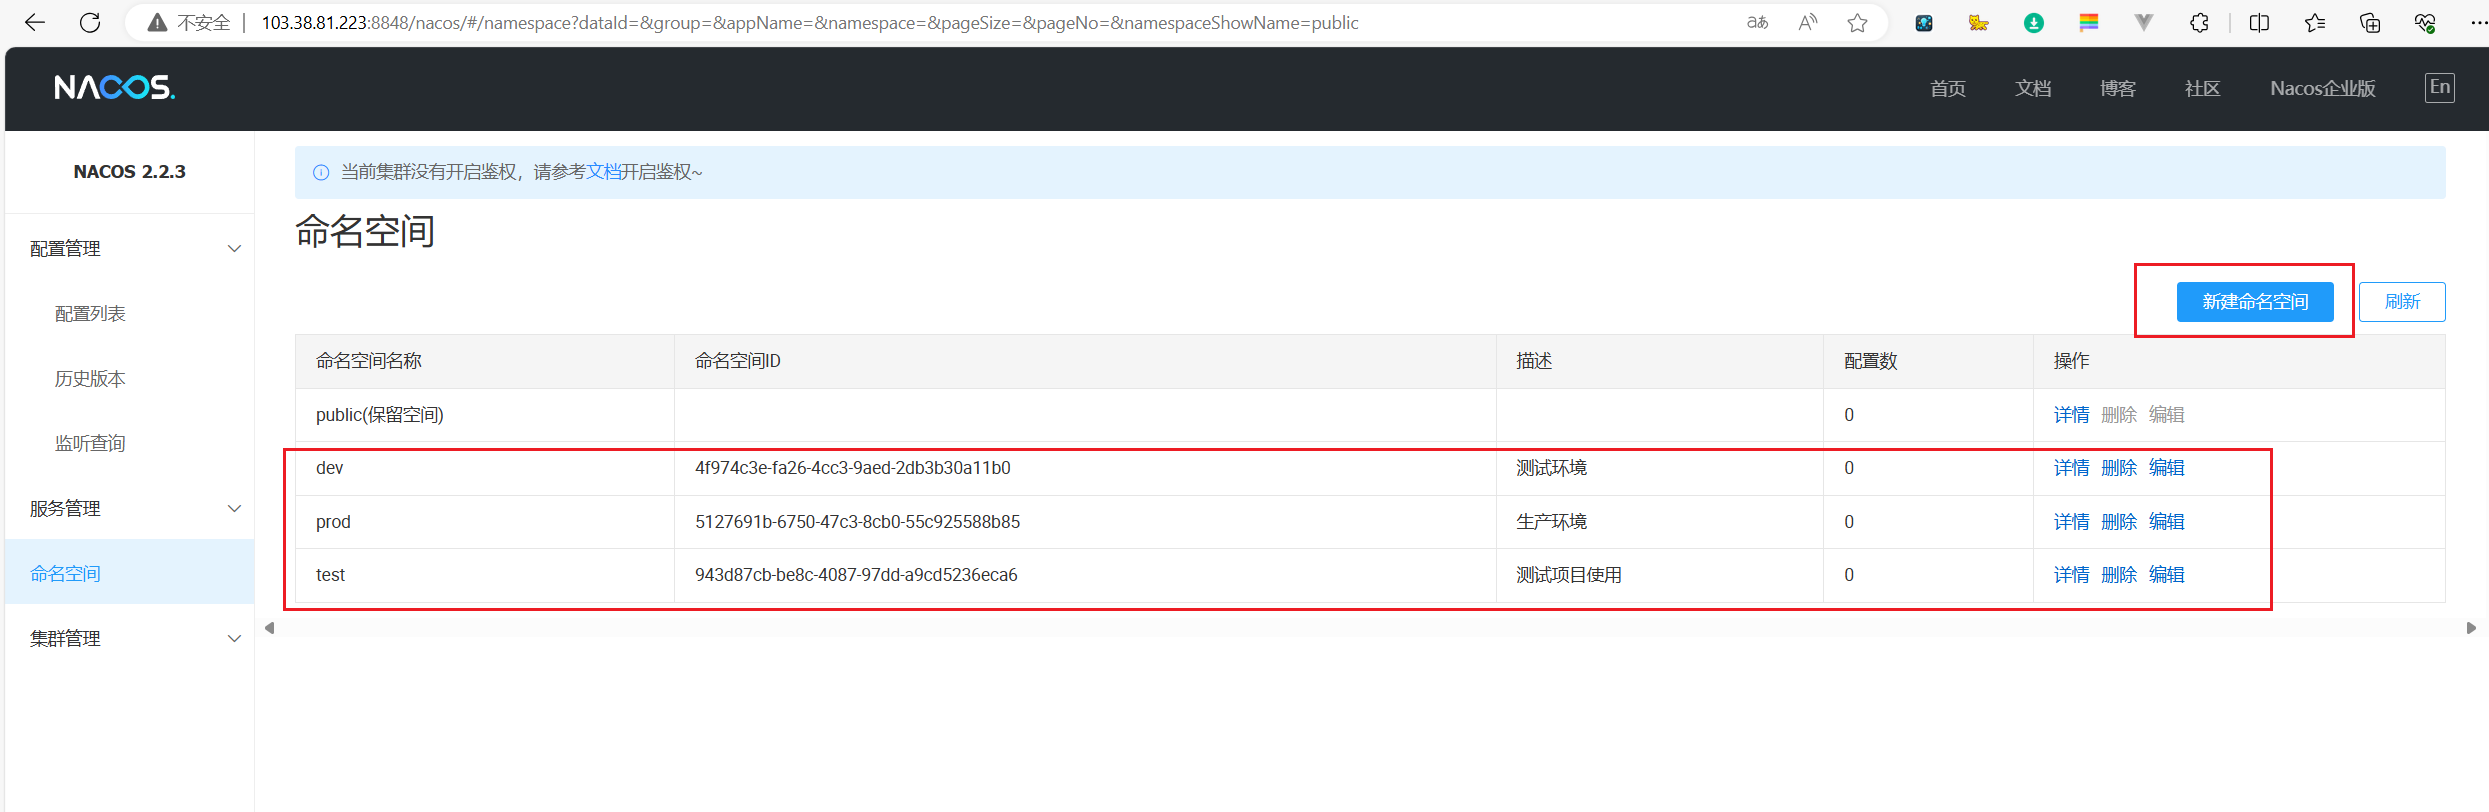 不安全 103.38.81.223:8848/nacos/#/namespace?dataId=&group=&appName=&namespace=&pageSize=&pageNo=&namespaceShowName=public
NACOS. 首页 文档 博客 社区 Nacos企业版 En
NACOS 2.2.3
当前集群没有开启鉴权，请参考文档开启鉴权~
命名空间
配置管理
配置列表
历史版本
监听查询
服务管理
命名空间
集群管理
新建命名空间 刷新
命名空间名称 命名空间ID 描述 配置数 操作
public(保留空间) 0 详情 删除 编辑
dev 4f974c3e-fa26-4cc3-9aed-2db3b30a11b0 测试环境 0 详情 删除 编辑
prod 5127691b-6750-47c3-8cb0-55c925588b85 生产环境 0 详情 删除 编辑
test 943d87cb-be8c-4087-97dd-a9cd5236eca6 测试项目使用 0 详情 删除 编辑